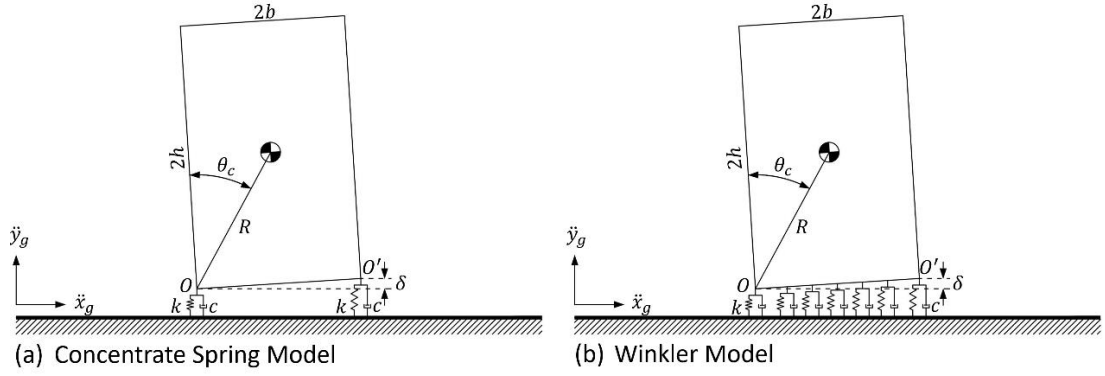 2b
2b
2h
θc
R
2h
θc
R
ÿg
O
O′
δ
ÿg
O
O′
δ
ẍg
k
c
k
c
ẍg
k
c
(a) Concentrate Spring Model
(b) Winkler Model